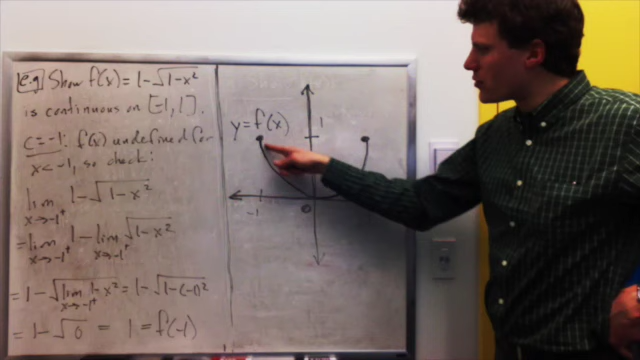 e.g. Show f(x) = 1 - √(1-x²)
is continuous on [-1, 1].
c = -1: f(x) undefined for
x < -1, so check:
lim x→-1⁺ 1 - √(1-x²)
= lim x→-1⁺ 1 - lim x→-1⁺ √(1-x²)
= 1 - √(lim x→-1⁺ 1-x²) = 1 - √(1-(-1)²)
= 1 - √0 = 1 = f(-1)
y = f(x)
1
-1
0